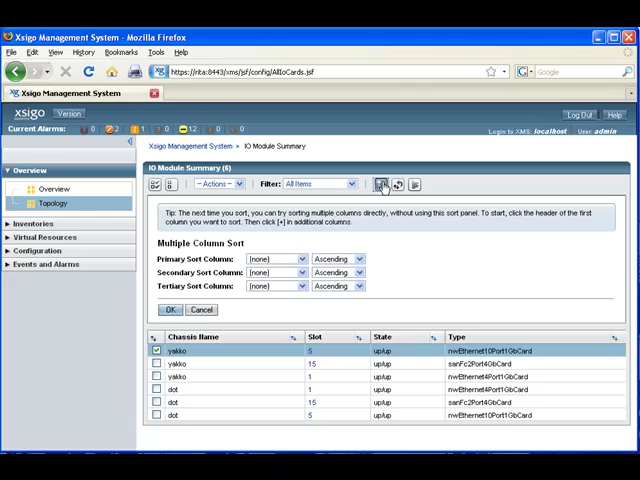 Xsigo Management System - Mozilla Firefox
File Edit View History Bookmarks Tools Help
https://rita:8443/xms/jsf/config/AllIoCards.jsf
Google
Xsigo Management System
xsigo Version Log Out Help
Current Alarms: 0 2 1 12 0 0 Login to XMS: localhost User: admin
Xsigo Management System > IO Module Summary
Overview
Overview
Topology
Inventories
Virtual Resources
Configuration
Events and Alarms
IO Module Summary (6)
-- Actions -- Filter: All Items
Tip: The next time you sort, you can try sorting multiple columns directly, without using this sort panel. To start, click the header of the first
column you want to sort. Then click [+] in additional columns.
Multiple Column Sort
Primary Sort Column: (none) Ascending
Secondary Sort Column: (none) Ascending
Tertiary Sort Column: (none) Ascending
OK Cancel
Chassis Name Slot State Type
yakko 5 up/up nwEthernet10Port1GbCard
yakko 15 up/up sanFc2Port4GbCard
yakko 1 up/up nwEthernet4Port1GbCard
dot 1 up/up nwEthernet4Port1GbCard
dot 15 up/up sanFc2Port4GbCard
dot 5 up/up nwEthernet10Port1GbCard